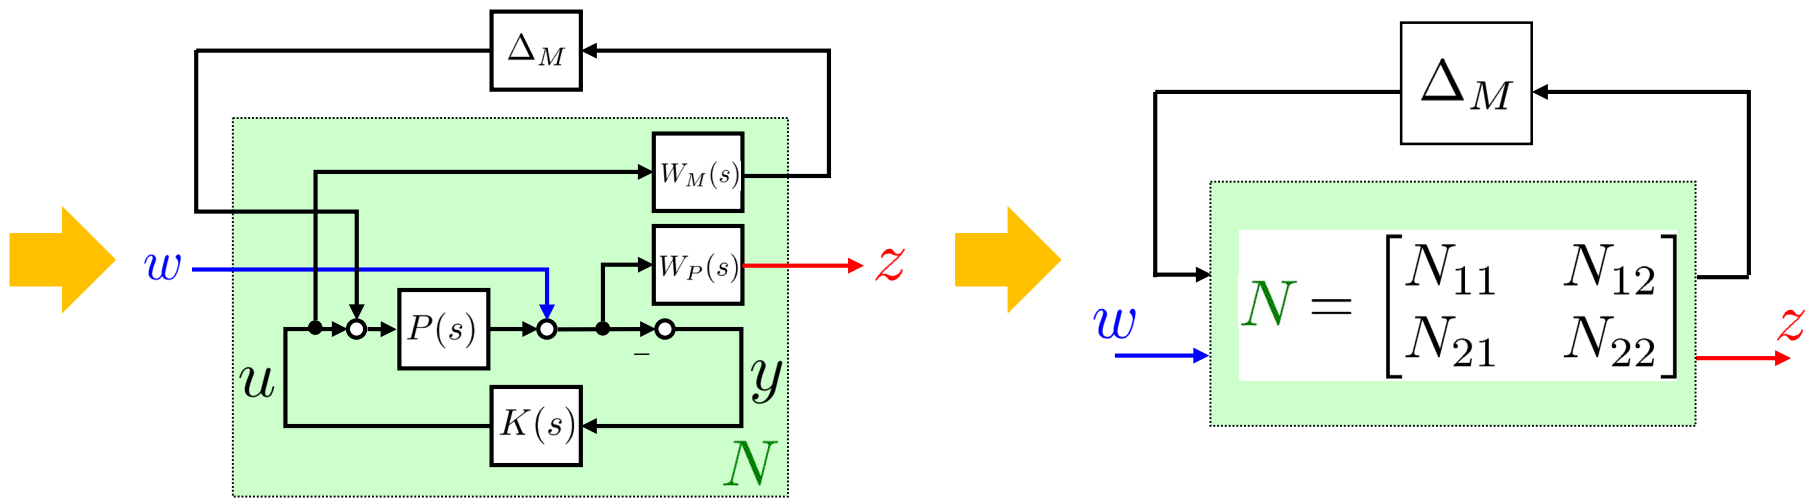 Δ_M
W_M(s)
w
W_P(s)
z
P(s)
−
u
y
K(s)
N
Δ_M
N = [N_11 N_12
N_21 N_22]
w
z